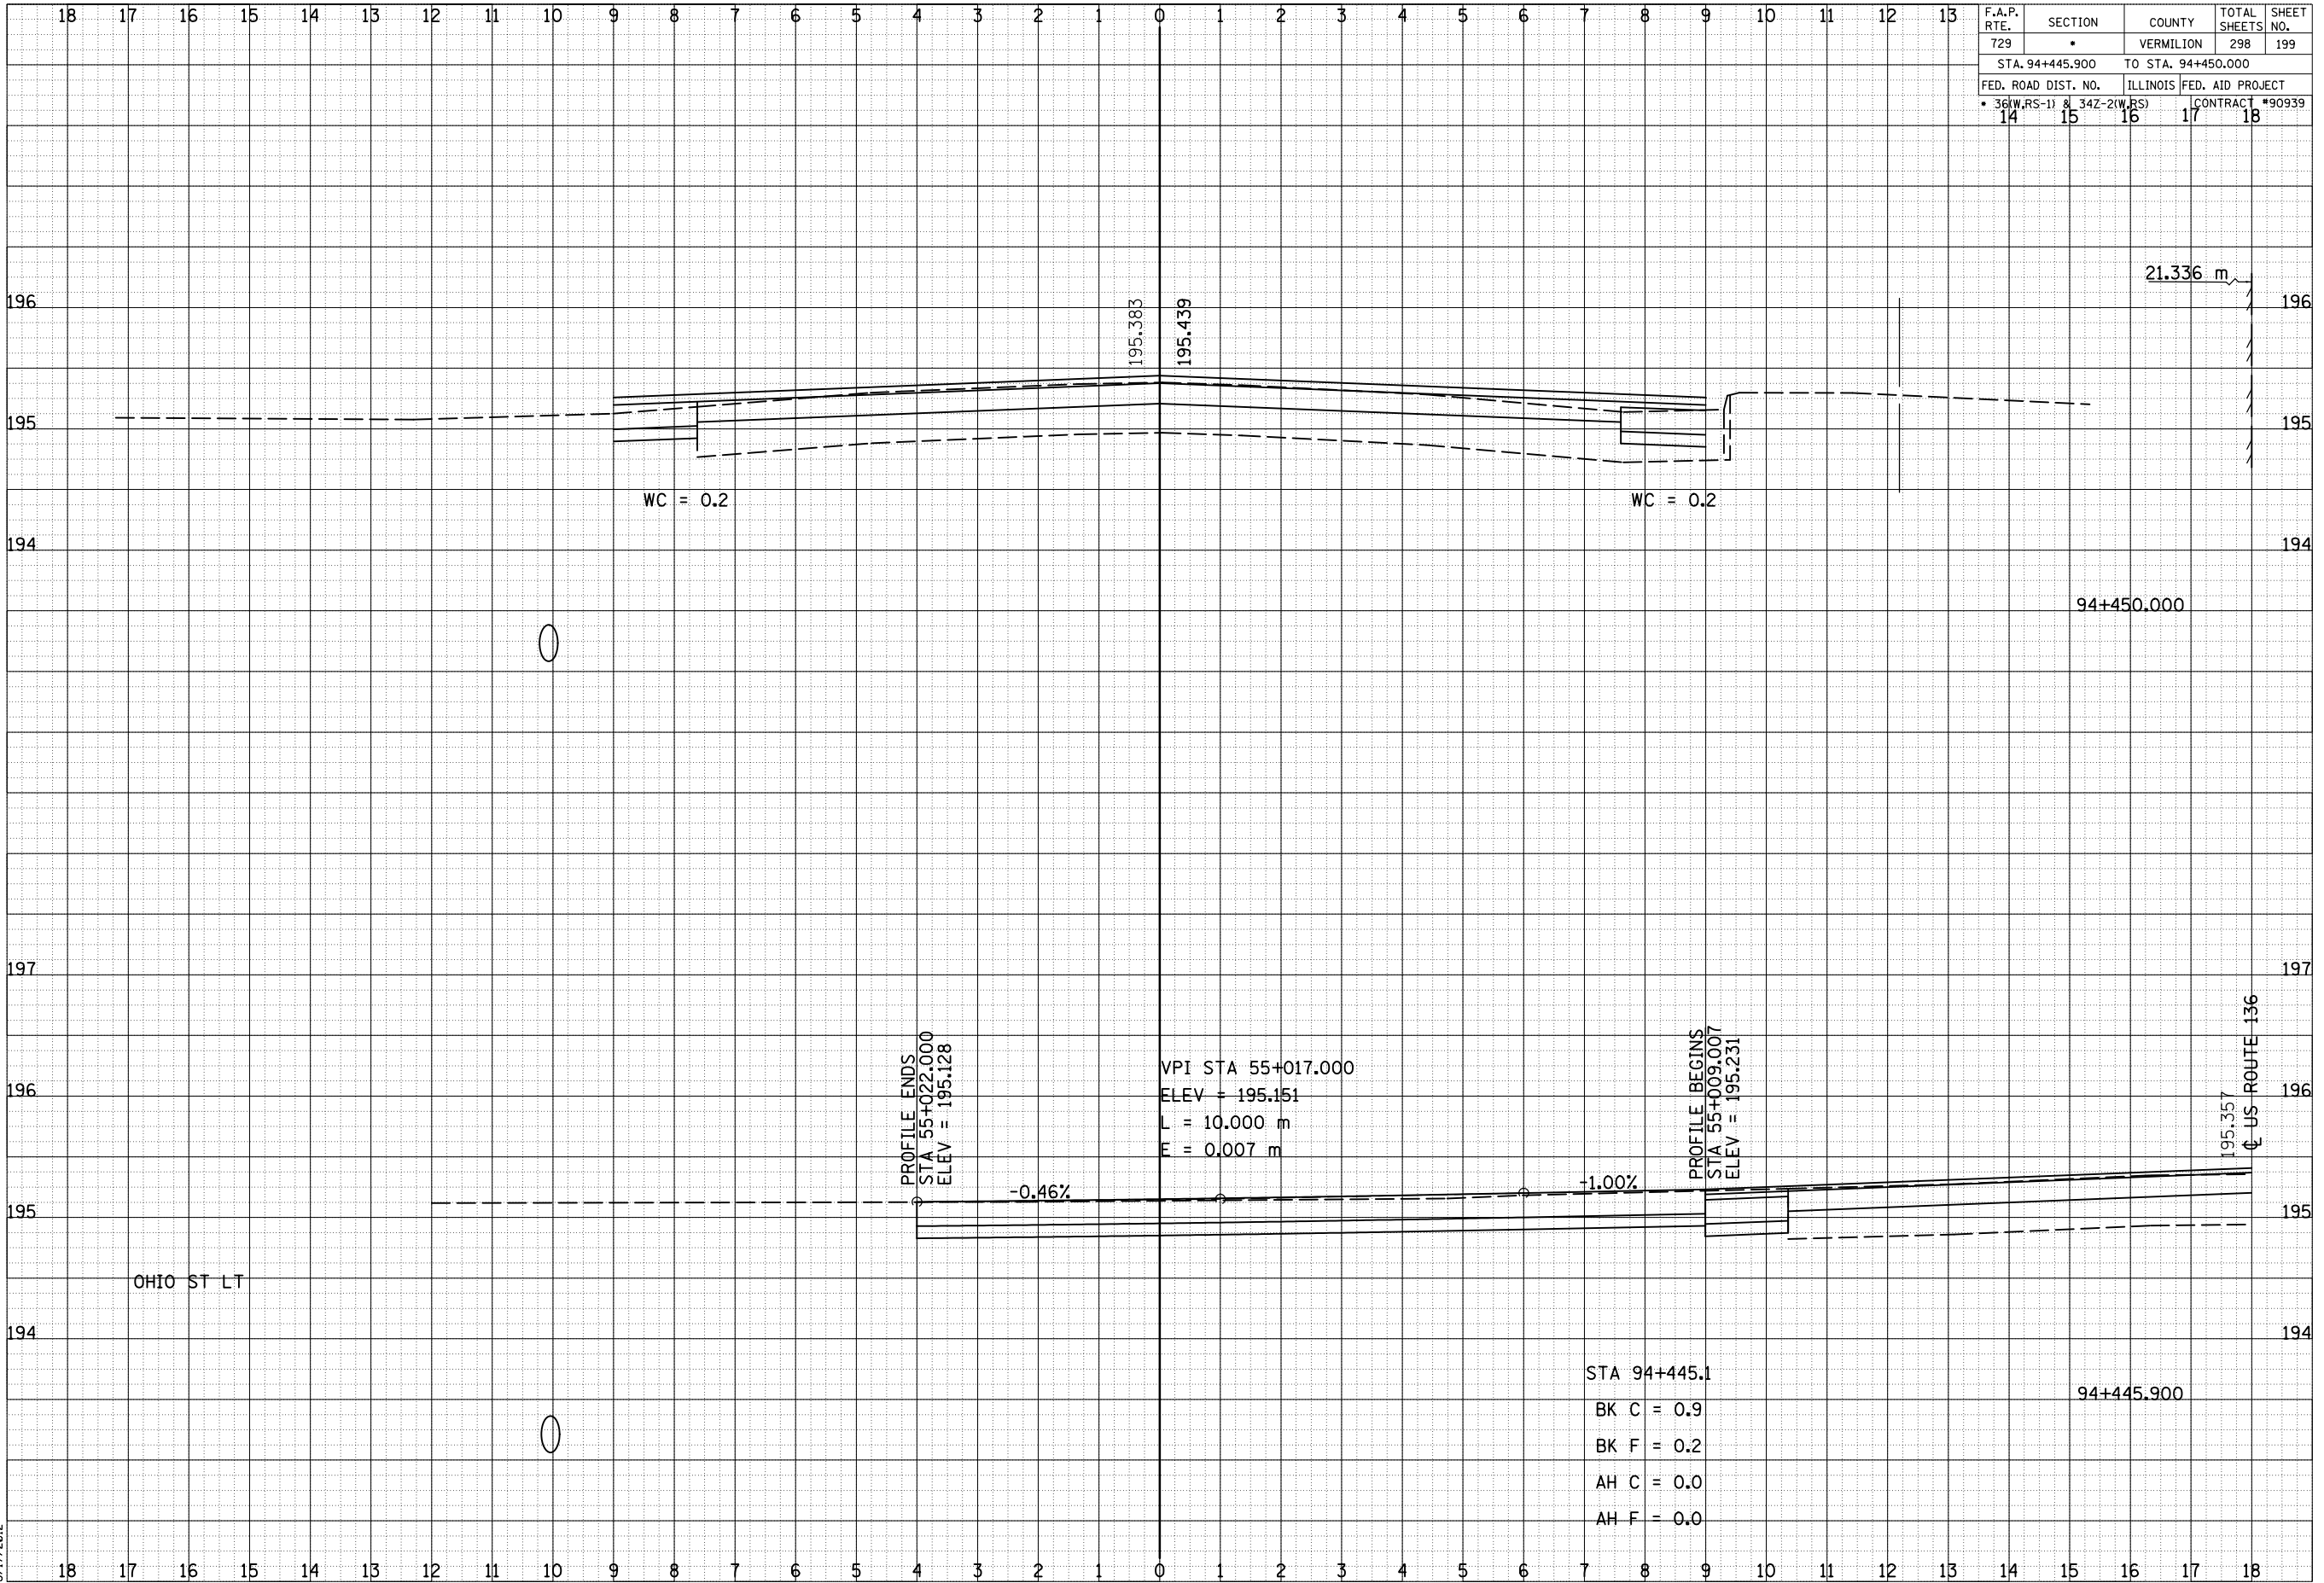 18 17 16 15 14 13 12 11 10 9 8 7 6 5 4 3 2 1 0 1 2 3 4 5 6 7 8 9 10 11 12 13
F.A.P. RTE. SECTION COUNTY TOTAL SHEETS SHEET NO.
729 * VERMILION 298 199
STA. 94+445.900 TO STA. 94+450.000
FED. ROAD DIST. NO. ILLINOIS FED. AID PROJECT
* 36(W,RS-1) & 34Z-2(W,RS) CONTRACT #90939
14 15 16 17 18
21.336 m
196 196
195.383
195.439
195 195
WC = 0.2 WC = 0.2
194 194
94+450.000
197 197
PROFILE ENDS
STA 55+022.000
ELEV = 195.128
VPI STA 55+017.000
ELEV = 195.151
L = 10.000 m
E = 0.007 m
PROFILE BEGINS
STA 55+009.007
ELEV = 195.231
195.357
℄ US ROUTE 136
196 196
-0.46% -1.00%
195 195
OHIO ST LT
194 194
STA 94+445.1
94+445.900
BK C = 0.9
BK F = 0.2
AH C = 0.0
AH F = 0.0
18 17 16 15 14 13 12 11 10 9 8 7 6 5 4 3 2 1 0 1 2 3 4 5 6 7 8 9 10 11 12 13 14 15 16 17 18